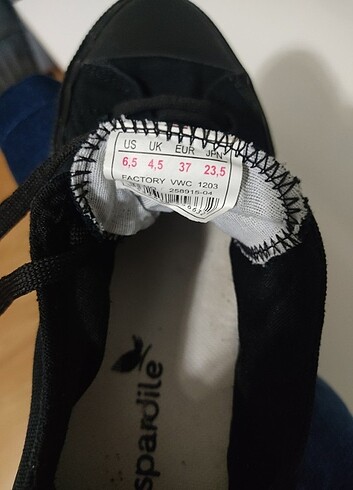 US UK EUR JPN
6,5 4,5 37 23,5
FACTORY VWC 1203
258915-04
spardile